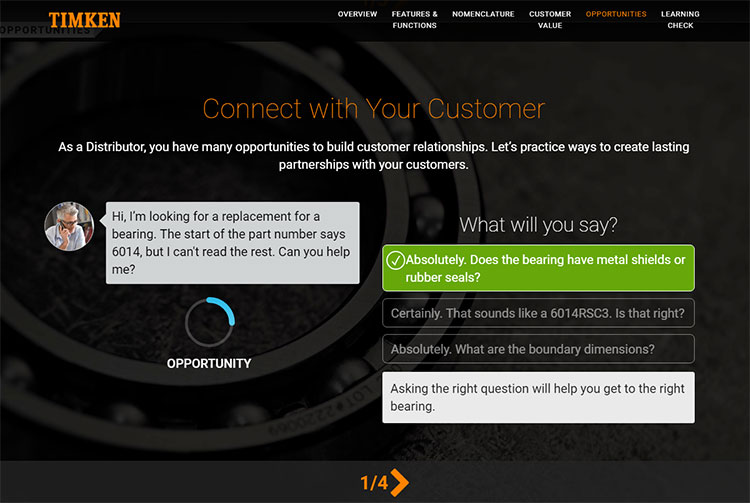 TIMKEN
OVERVIEW
FEATURES &
FUNCTIONS
NOMENCLATURE
CUSTOMER
VALUE
OPPORTUNITIES
LEARNING
CHECK
OPPORTUNITIES
Connect with Your Customer
As a Distributor, you have many opportunities to build customer relationships. Let's practice ways to create lasting
partnerships with your customers.
Hi, I'm looking for a replacement for a
bearing. The start of the part number says
6014, but I can't read the rest. Can you help
me?
OPPORTUNITY
What will you say?
Absolutely. Does the bearing have metal shields or
rubber seals?
Certainly. That sounds like a 6014RSC3. Is that right?
Absolutely. What are the boundary dimensions?
Asking the right question will help you get to the right
bearing.
LOT#2220069
1/4